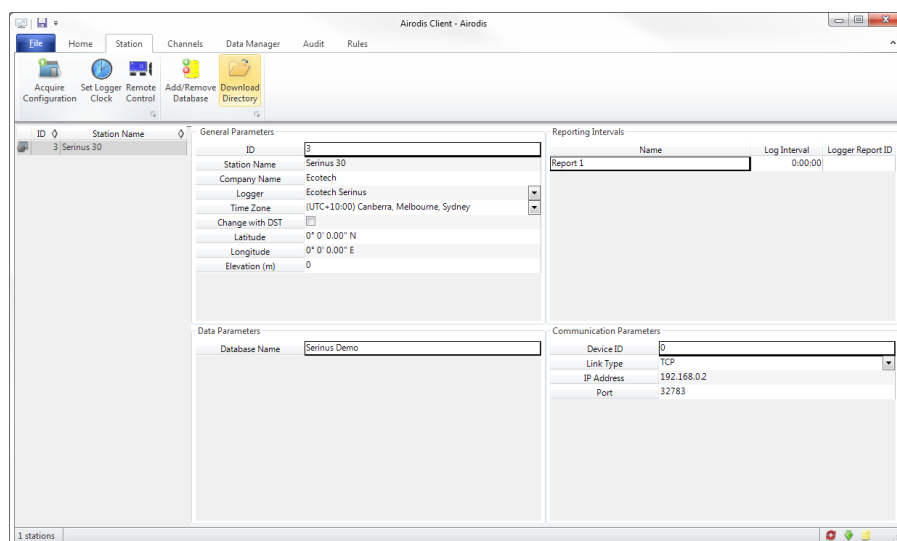 Airodis Client - Airodis
File Home Station Channels Data Manager Audit Rules
Acquire Configuration
Set Logger Clock
Remote Control
Add/Remove Database
Download Directory
ID Station Name
3 Serinus 30
General Parameters
ID 3
Station Name Serinus 30
Company Name Ecotech
Logger Ecotech Serinus
Time Zone (UTC+10:00) Canberra, Melbourne, Sydney
Change with DST
Latitude 0° 0' 0.00" N
Longitude 0° 0' 0.00" E
Elevation (m) 0
Reporting Intervals
Name Log Interval Logger Report ID
Report 1 0:00:00
Data Parameters
Database Name Serinus Demo
Communication Parameters
Device ID 0
Link Type TCP
IP Address 192.168.0.2
Port 32783
1 stations